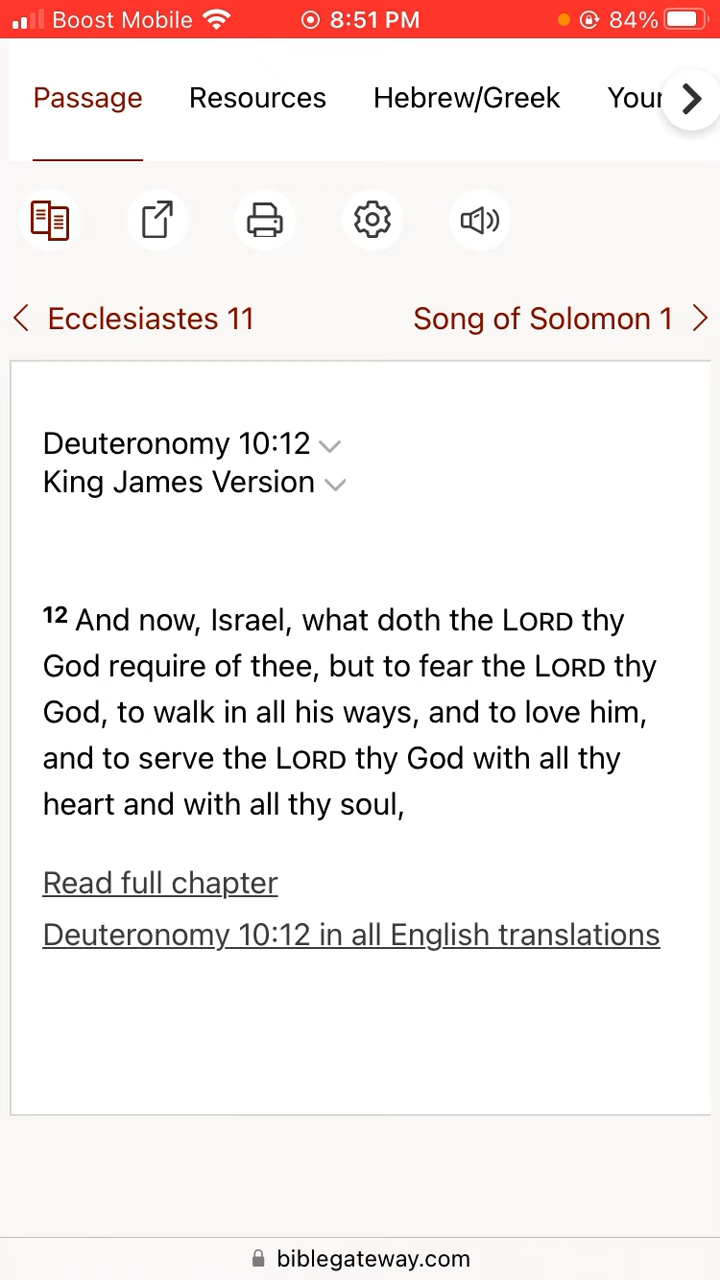 Boost Mobile 8:51 PM 84%
Passage Resources Hebrew/Greek Your
Ecclesiastes 11 Song of Solomon 1
Deuteronomy 10:12
King James Version
12 And now, Israel, what doth the LORD thy
God require of thee, but to fear the LORD thy
God, to walk in all his ways, and to love him,
and to serve the LORD thy God with all thy
heart and with all thy soul,
Read full chapter
Deuteronomy 10:12 in all English translations
biblegateway.com